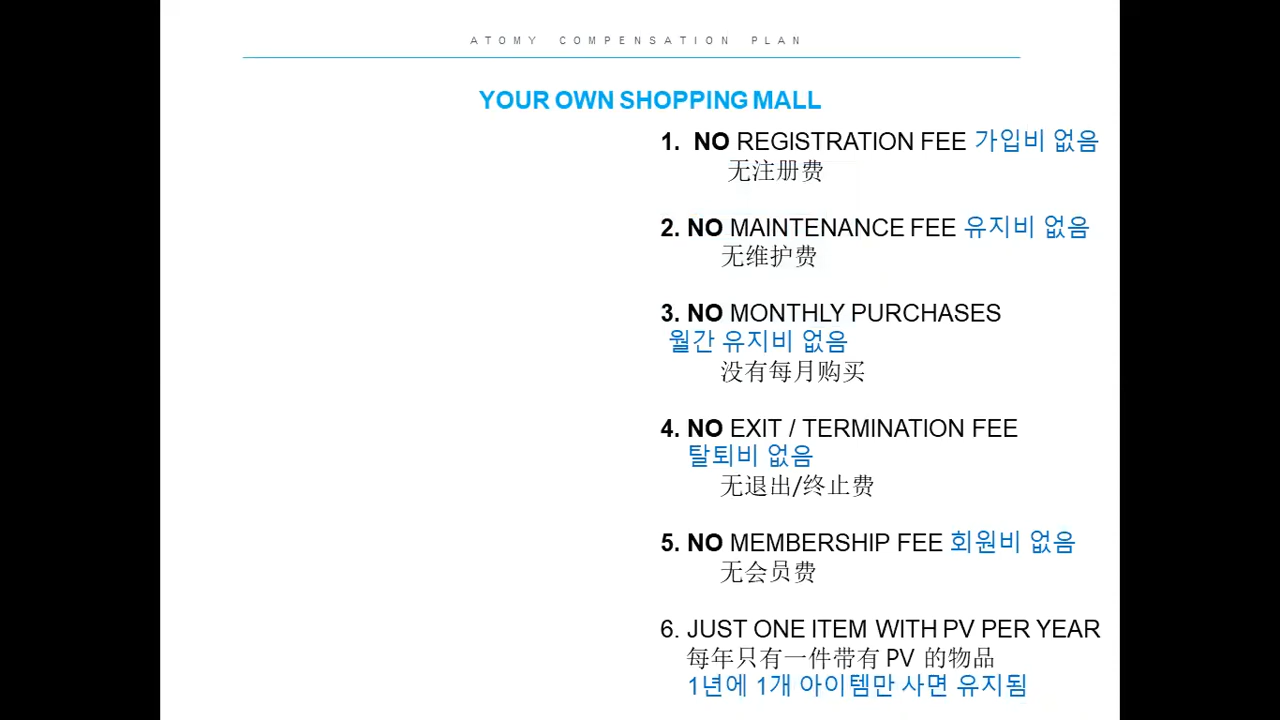 ATOMY COMPENSATION PLAN
YOUR OWN SHOPPING MALL
1. NO REGISTRATION FEE 가입비 없음
无注册费
2. NO MAINTENANCE FEE 유지비 없음
无维护费
3. NO MONTHLY PURCHASES
월간 유지비 없음
没有每月购买
4. NO EXIT / TERMINATION FEE
탈퇴비 없음
无退出/终止费
5. NO MEMBERSHIP FEE 회원비 없음
无会员费
6. JUST ONE ITEM WITH PV PER YEAR
每年只有一件带有 PV 的物品
1년에 1개 아이템만 사면 유지됨